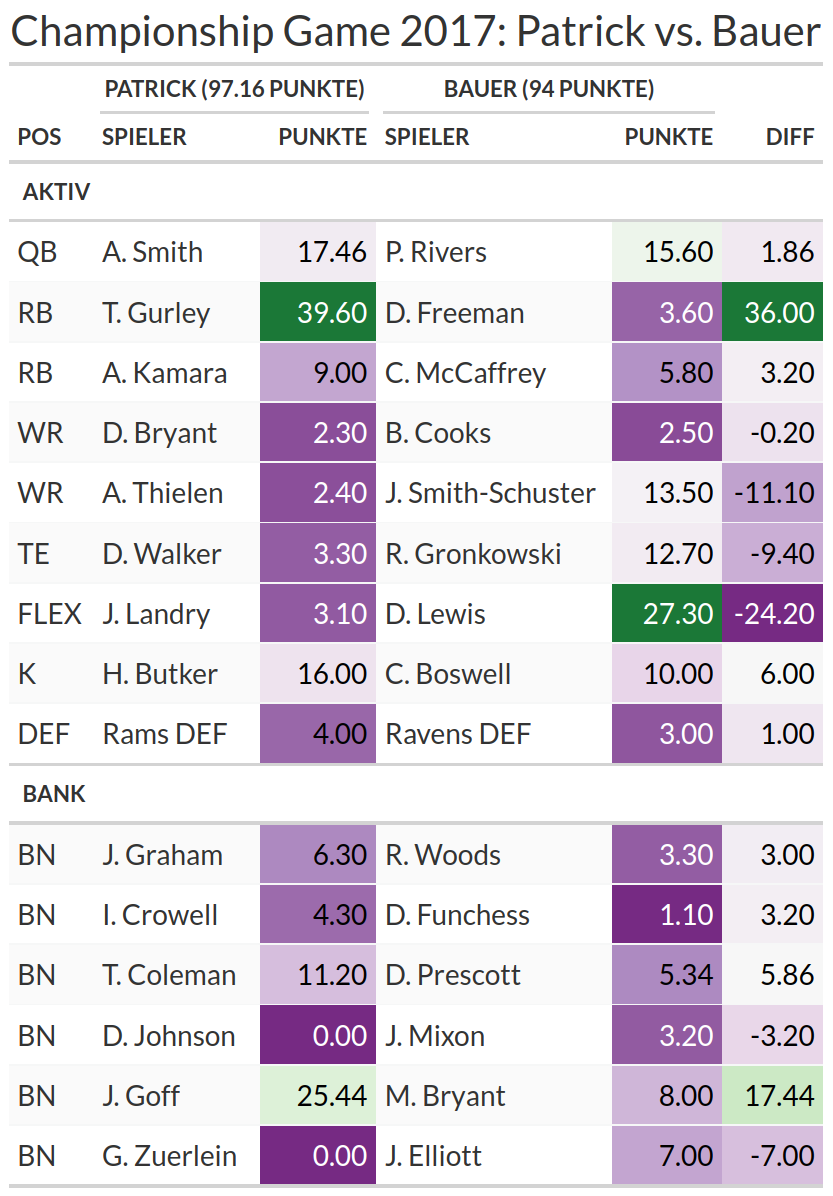 Championship Game 2017: Patrick vs. Bauer
PATRICK (97.16 PUNKTE) BAUER (94 PUNKTE)
POS SPIELER PUNKTE SPIELER PUNKTE DIFF
AKTIV
QB A. Smith 17.46 P. Rivers 15.60 1.86
RB T. Gurley 39.60 D. Freeman 3.60 36.00
RB A. Kamara 9.00 C. McCaffrey 5.80 3.20
WR D. Bryant 2.30 B. Cooks 2.50 -0.20
WR A. Thielen 2.40 J. Smith-Schuster 13.50 -11.10
TE D. Walker 3.30 R. Gronkowski 12.70 -9.40
FLEX J. Landry 3.10 D. Lewis 27.30 -24.20
K H. Butker 16.00 C. Boswell 10.00 6.00
DEF Rams DEF 4.00 Ravens DEF 3.00 1.00
BANK
BN J. Graham 6.30 R. Woods 3.30 3.00
BN I. Crowell 4.30 D. Funchess 1.10 3.20
BN T. Coleman 11.20 D. Prescott 5.34 5.86
BN D. Johnson 0.00 J. Mixon 3.20 -3.20
BN J. Goff 25.44 M. Bryant 8.00 17.44
BN G. Zuerlein 0.00 J. Elliott 7.00 -7.00